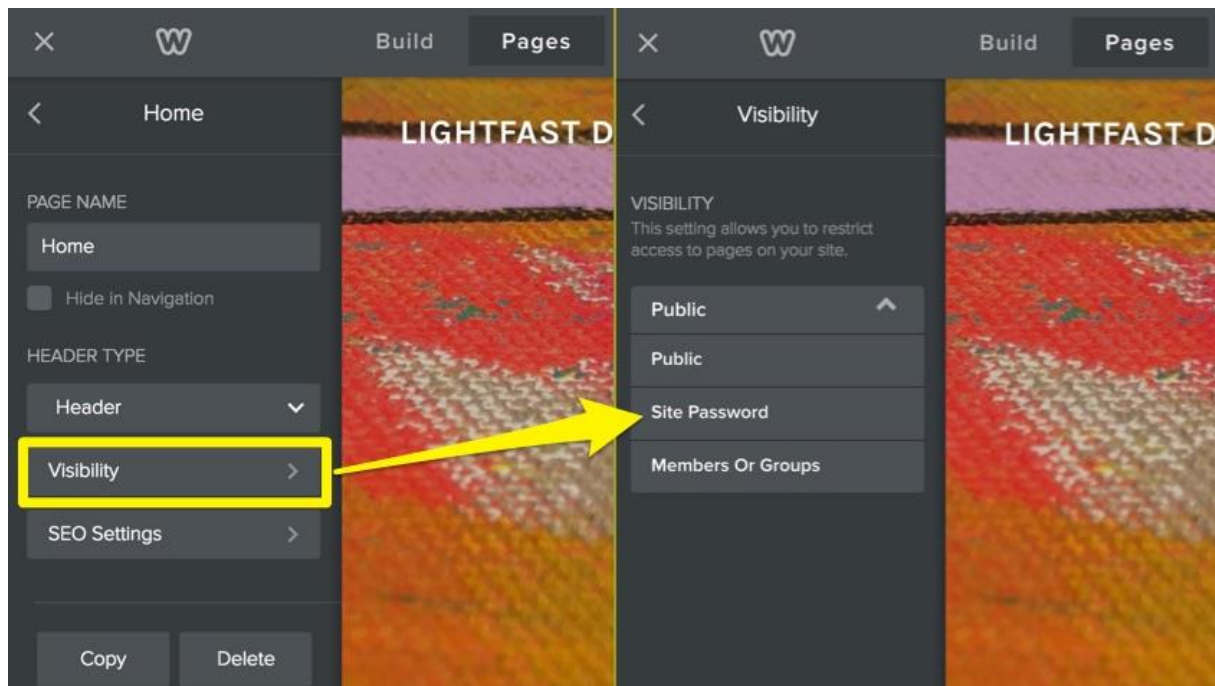 Build Pages
Home
LIGHTFAST D
PAGE NAME
Home
Hide in Navigation
HEADER TYPE
Header
Visibility
SEO Settings
Copy Delete
Build Pages
Visibility
LIGHTFAST D
VISIBILITY
This setting allows you to restrict
access to pages on your site.
Public
Public
Site Password
Members Or Groups